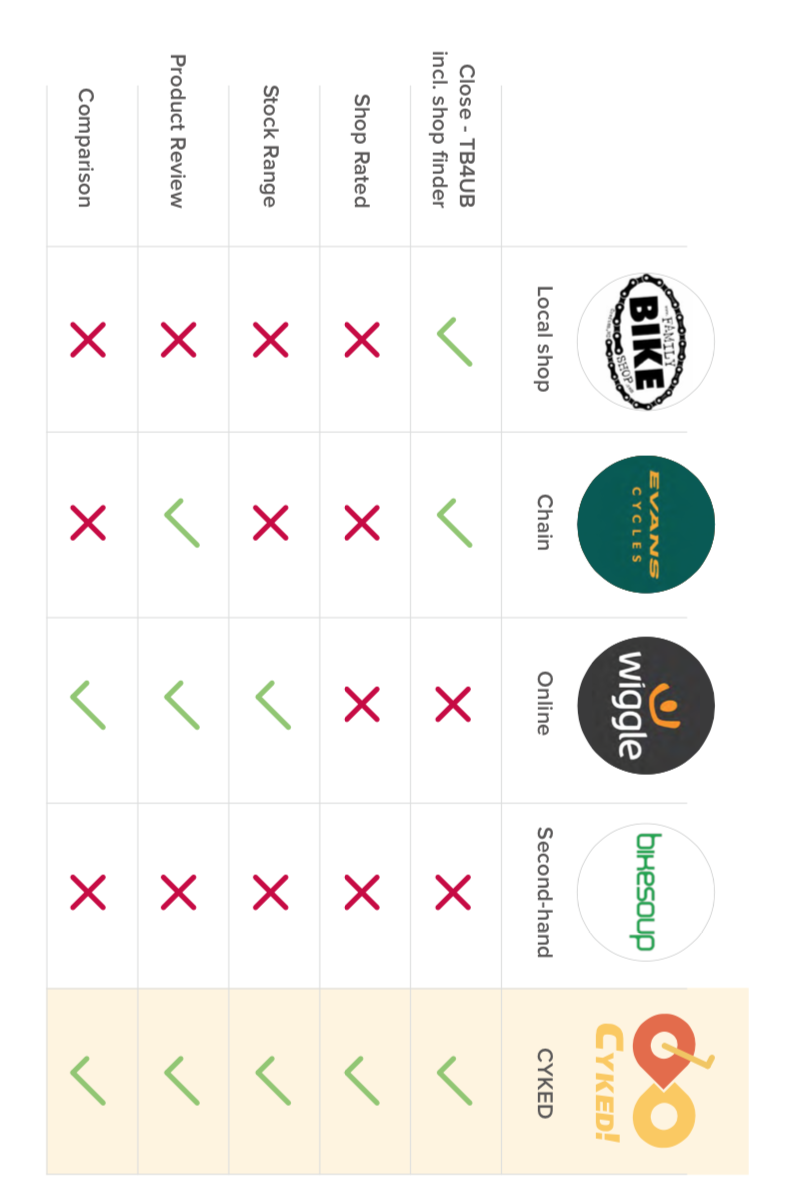 FAMILY
BIKE
SHOP
EVANS
CYCLES
wiggle
bikesoup
CYKED!
Local shop
Chain
Online
Second-hand
CYKED
Close - TB4UB
incl. shop finder
Shop Rated
Stock Range
Product Review
Comparison